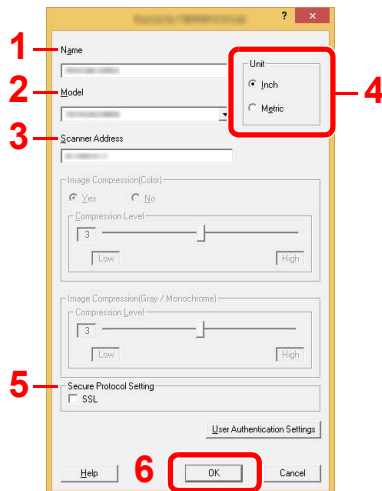 ?
1 Name
Unit
Inch
Metric
4
2 Model
3 Scanner Address
Image Compression(Color)
Yes No
Compression Level
3
Low High
Image Compression(Gray / Monochrome)
Compression Level
3
Low High
5 Secure Protocol Setting
SSL
User Authentication Settings
Help 6 OK Cancel